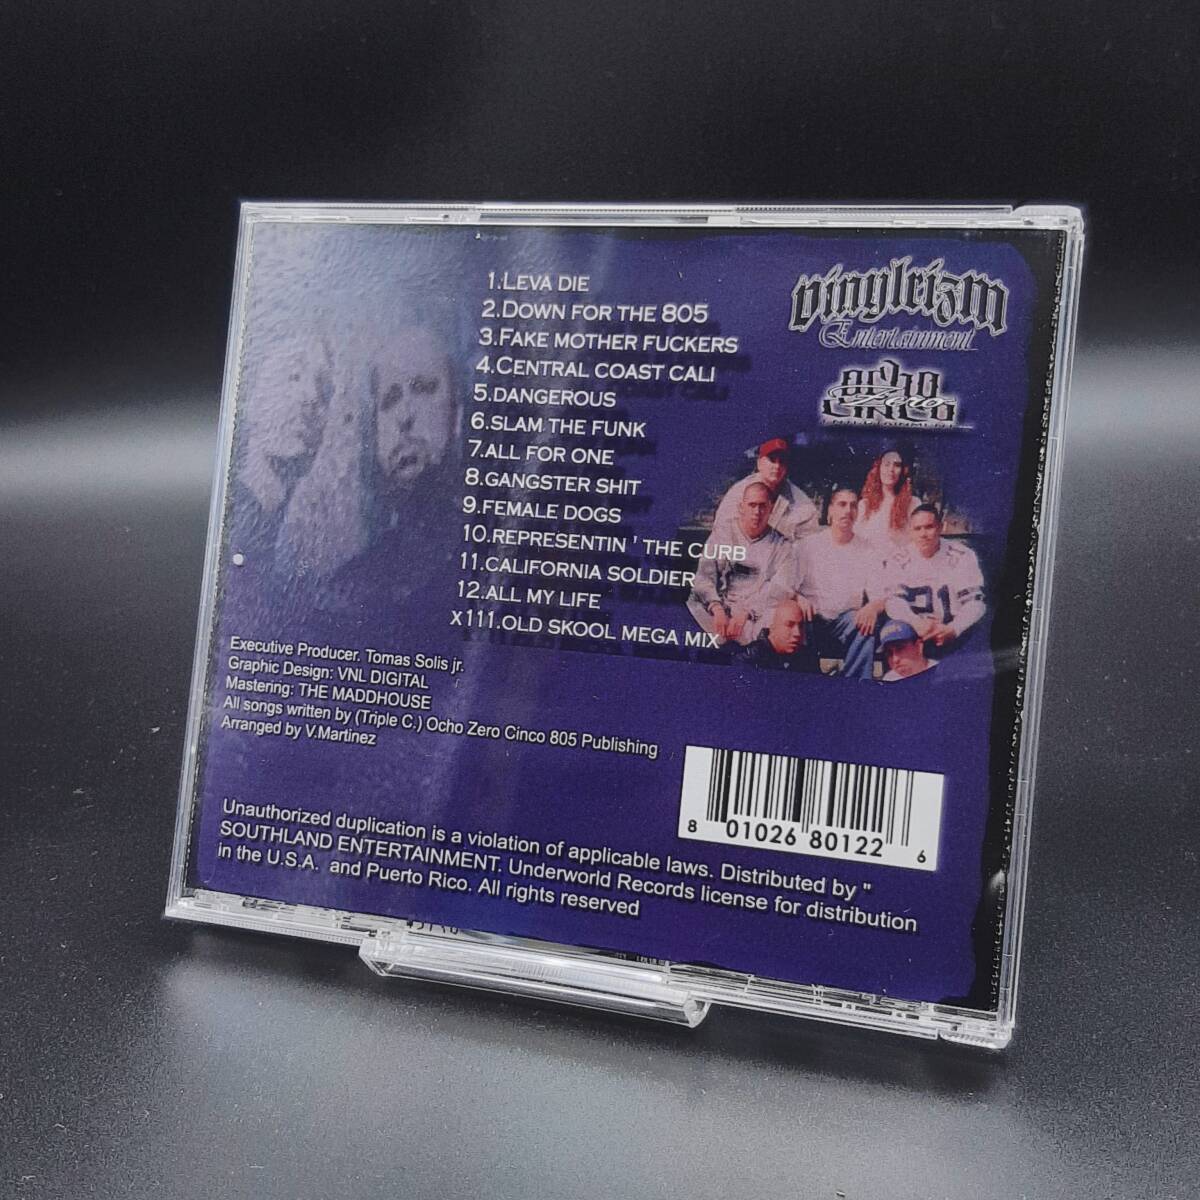 1.LEVA DIE
2.DOWN FOR THE 805
3.FAKE MOTHER FUCKERS
4.CENTRAL COAST CALI
5.DANGEROUS
6.SLAM THE FUNK
7.ALL FOR ONE
8.GANGSTER SHIT
9.FEMALE DOGS
10.REPRESENTIN ' THE CURB
11.CALIFORNIA SOLDIER
12.ALL MY LIFE
X111.OLD SKOOL MEGA MIX
vinylrizm
Entertainment
OCHO
Zero
CINCO
ENTERTAINMENT
21
Executive Producer. Tomas Solis jr.
Graphic Design: VNL DIGITAL
Mastering: THE MADDHOUSE
All songs written by (Triple C.) Ocho Zero Cinco 805 Publishing
Arranged by V.Martinez
8 01026 80122 6
Unauthorized duplication is a violation of applicable laws. Distributed by "
SOUTHLAND ENTERTAINMENT. Underworld Records license for distribution
in the U.S.A. and Puerto Rico. All rights reserved